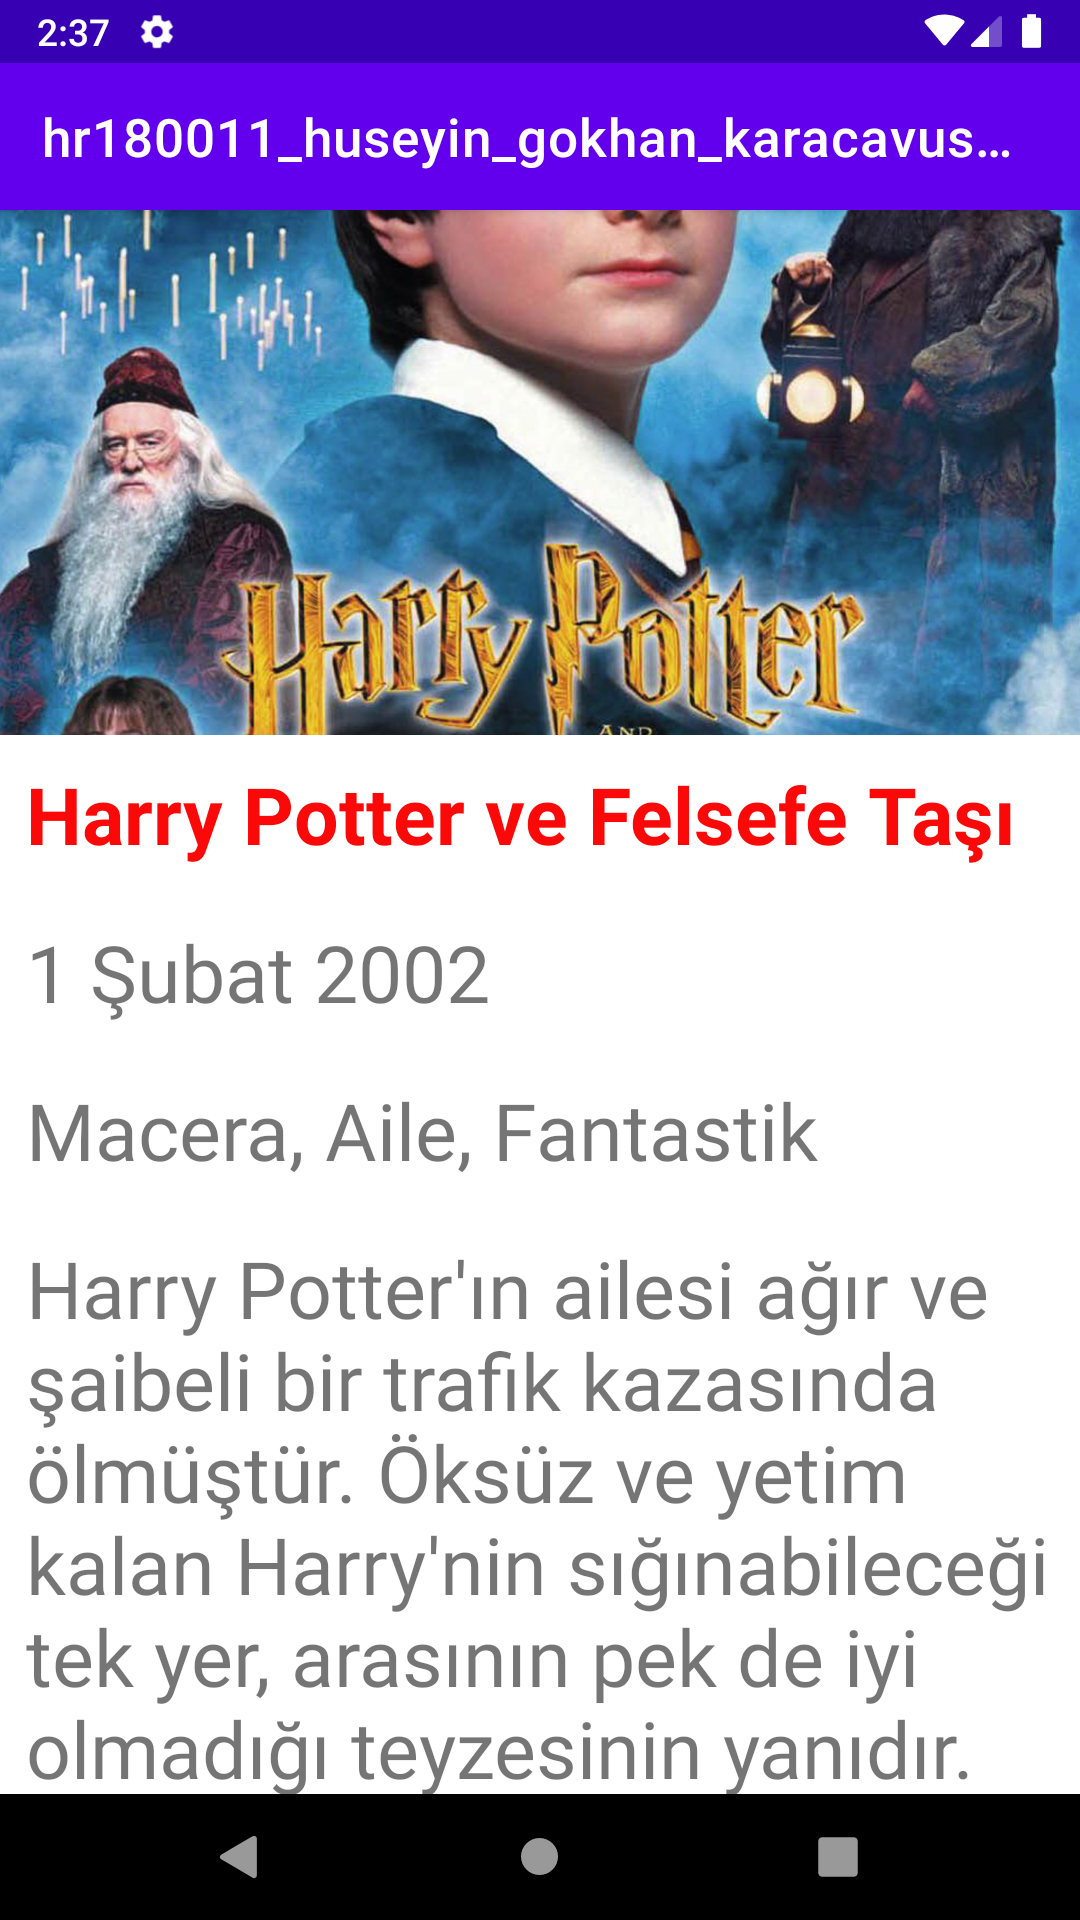 2:37
hr180011_huseyin_gokhan_karacavus...
Harry Potter
AND
Harry Potter ve Felsefe Taşı
1 Şubat 2002
Macera, Aile, Fantastik
Harry Potter'ın ailesi ağır ve
şaibeli bir trafik kazasında
ölmüştür. Öksüz ve yetim
kalan Harry'nin sığınabileceği
tek yer, arasının pek de iyi
olmadığı teyzesinin yanıdır.